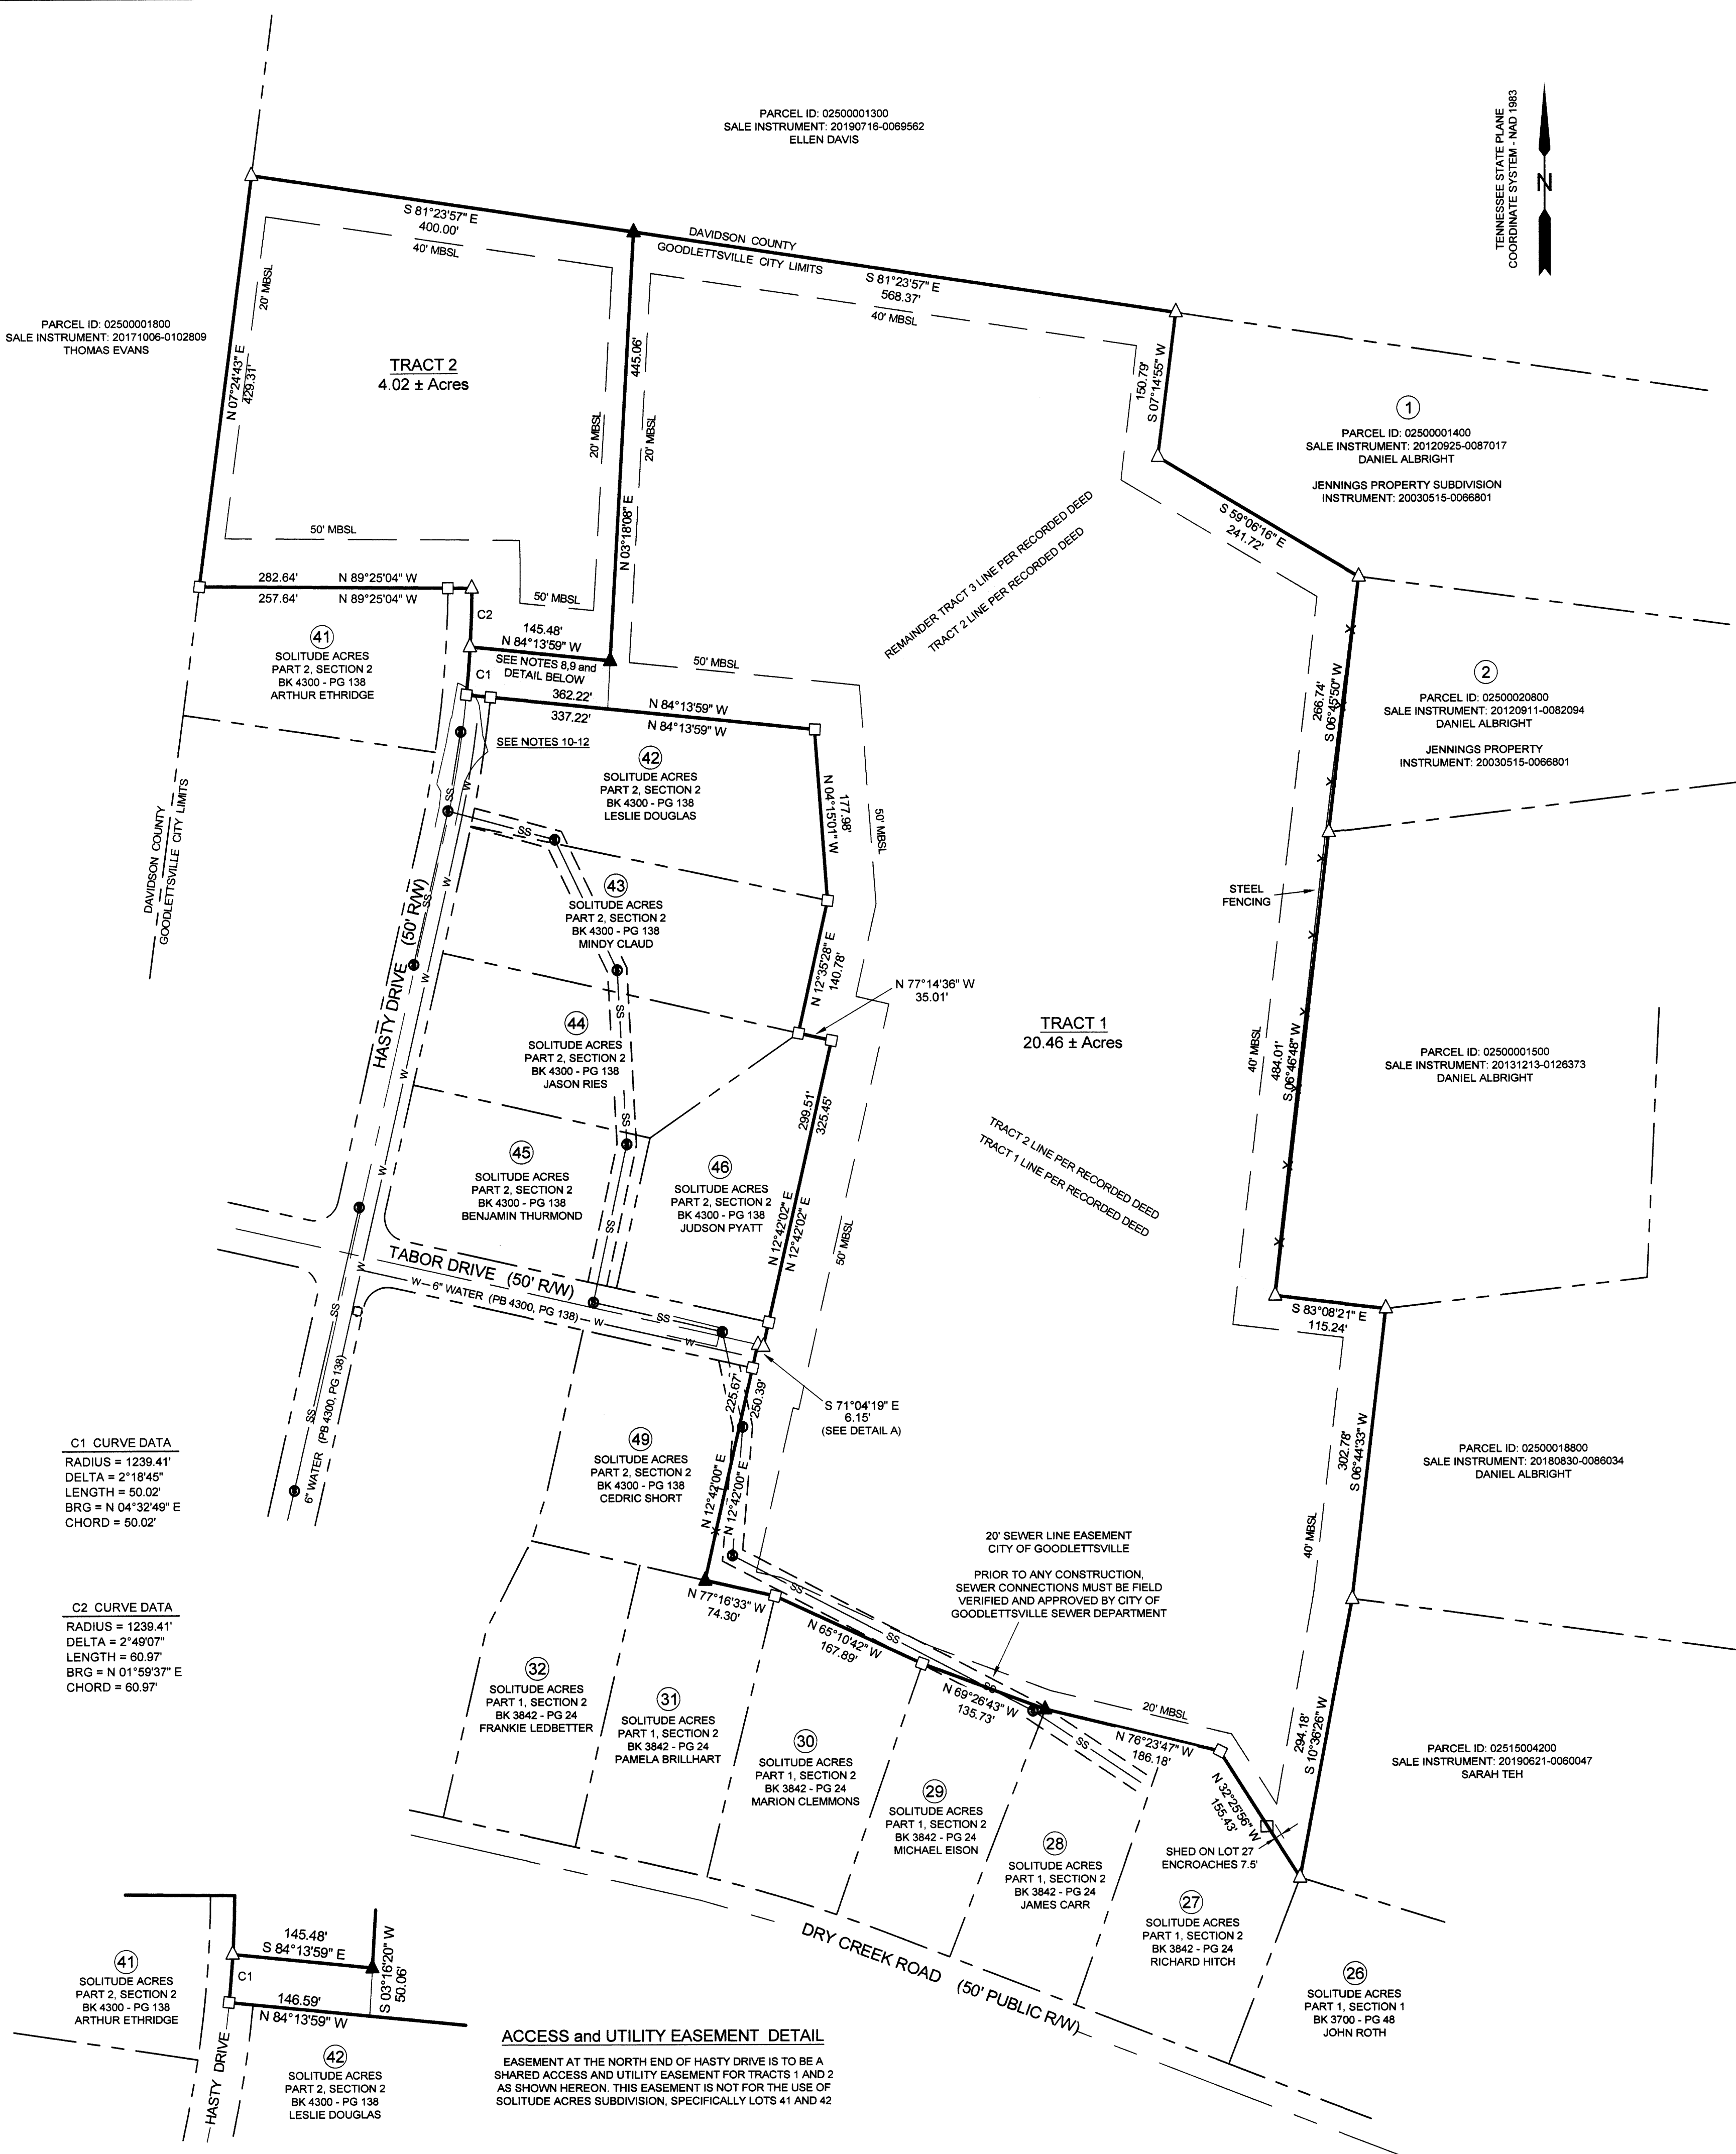 PARCEL ID: 02500001300
SALE INSTRUMENT: 20190716-0069562
ELLEN DAVIS
TENNESSEE STATE PLANE
COORDINATE SYSTEM - NAD 1983
N
S 81°23'57" E
400.00'
40' MBSL
DAVIDSON COUNTY
GOODLETTSVILLE CITY LIMITS
S 81°23'57" E
568.37'
40' MBSL
20' MBSL
PARCEL ID: 02500001800
SALE INSTRUMENT: 20171006-0102809
THOMAS EVANS
N 07°24'43" E
429.31'
TRACT 2
4.02 ± Acres
445.06'
N 03°18'08" E
20' MBSL
20' MBSL
150.79'
S 07°14'55" W
1
PARCEL ID: 02500001400
SALE INSTRUMENT: 20120925-0087017
DANIEL ALBRIGHT
JENNINGS PROPERTY SUBDIVISION
INSTRUMENT: 20030515-0066801
S 59°06'16" E
241.72'
REMAINDER TRACT 3 LINE PER RECORDED DEED
TRACT 2 LINE PER RECORDED DEED
50' MBSL
282.64' N 89°25'04" W
257.64' N 89°25'04" W
C2
50' MBSL
145.48'
N 84°13'59" W
SEE NOTES 8,9 and
DETAIL BELOW
C1
50' MBSL
362.22' N 84°13'59" W
337.22' N 84°13'59" W
SEE NOTES 10-12
41
SOLITUDE ACRES
PART 2, SECTION 2
BK 4300 - PG 138
ARTHUR ETHRIDGE
266.74'
S 06°45'50" W
2
PARCEL ID: 02500020800
SALE INSTRUMENT: 20120911-0082094
DANIEL ALBRIGHT
JENNINGS PROPERTY
INSTRUMENT: 20030515-0066801
42
SOLITUDE ACRES
PART 2, SECTION 2
BK 4300 - PG 138
LESLIE DOUGLAS
177.98'
N 04°15'01" W
50' MBSL
DAVIDSON COUNTY
GOODLETTSVILLE CITY LIMITS
HASTY DRIVE (50' R/W)
SS
W
SS
W
SS
W
W
W
SS
43
SOLITUDE ACRES
PART 2, SECTION 2
BK 4300 - PG 138
MINDY CLAUD
N 12°35'28" E
140.78'
STEEL
FENCING
N 77°14'36" W
35.01'
SS
44
SOLITUDE ACRES
PART 2, SECTION 2
BK 4300 - PG 138
JASON RIES
TRACT 1
20.46 ± Acres
40' MBSL
484.01'
S 06°46'48" W
PARCEL ID: 02500001500
SALE INSTRUMENT: 20131213-0126373
DANIEL ALBRIGHT
299.51'
325.45'
N 12°42'02" E
N 12°42'02" E
SS
TRACT 2 LINE PER RECORDED DEED
TRACT 1 LINE PER RECORDED DEED
45
SOLITUDE ACRES
PART 2, SECTION 2
BK 4300 - PG 138
BENJAMIN THURMOND
46
SOLITUDE ACRES
PART 2, SECTION 2
BK 4300 - PG 138
JUDSON PYATT
SS
50' MBSL
TABOR DRIVE (50' R/W)
W 6" WATER (PB 4300, PG 138) W
SS
W
W
SS
SS
6" WATER (PB 4300, PG 138)
S 83°08'21" E
115.24'
225.67'
250.39'
N 12°42'00" E
N 12°42'00" E
S 71°04'19" E
6.15'
(SEE DETAIL A)
302.78'
S 06°44'33" W
PARCEL ID: 02500018800
SALE INSTRUMENT: 20180830-0086034
DANIEL ALBRIGHT
C1 CURVE DATA
RADIUS = 1239.41'
DELTA = 2°18'45"
LENGTH = 50.02'
BRG = N 04°32'49" E
CHORD = 50.02'
49
SOLITUDE ACRES
PART 2, SECTION 2
BK 4300 - PG 138
CEDRIC SHORT
40' MBSL
20' SEWER LINE EASEMENT
CITY OF GOODLETTSVILLE
PRIOR TO ANY CONSTRUCTION,
SEWER CONNECTIONS MUST BE FIELD
VERIFIED AND APPROVED BY CITY OF
GOODLETTSVILLE SEWER DEPARTMENT
C2 CURVE DATA
RADIUS = 1239.41'
DELTA = 2°49'07"
LENGTH = 60.97'
BRG = N 01°59'37" E
CHORD = 60.97'
N 77°16'33" W
74.30'
SS
N 65°10'42" W
167.89'
SS
SS
N 69°26'43" W
135.73'
20' MBSL
N 76°23'47" W
186.18'
SS
294.18'
S 10°36'26" W
PARCEL ID: 02515004200
SALE INSTRUMENT: 20190621-0060047
SARAH TEH
32
SOLITUDE ACRES
PART 1, SECTION 2
BK 3842 - PG 24
FRANKIE LEDBETTER
31
SOLITUDE ACRES
PART 1, SECTION 2
BK 3842 - PG 24
PAMELA BRILLHART
30
SOLITUDE ACRES
PART 1, SECTION 2
BK 3842 - PG 24
MARION CLEMMONS
29
SOLITUDE ACRES
PART 1, SECTION 2
BK 3842 - PG 24
MICHAEL EISON
28
SOLITUDE ACRES
PART 1, SECTION 2
BK 3842 - PG 24
JAMES CARR
N 32°25'56" W
155.43'
SHED ON LOT 27
ENCROACHES 7.5'
27
SOLITUDE ACRES
PART 1, SECTION 2
BK 3842 - PG 24
RICHARD HITCH
26
SOLITUDE ACRES
PART 1, SECTION 1
BK 3700 - PG 48
JOHN ROTH
DRY CREEK ROAD (50' PUBLIC R/W)
145.48'
S 84°13'59" E
C1
146.59'
N 84°13'59" W
S 03°16'20" W
50.06'
41
SOLITUDE ACRES
PART 2, SECTION 2
BK 4300 - PG 138
ARTHUR ETHRIDGE
HASTY DRIVE
42
SOLITUDE ACRES
PART 2, SECTION 2
BK 4300 - PG 138
LESLIE DOUGLAS
ACCESS and UTILITY EASEMENT DETAIL
EASEMENT AT THE NORTH END OF HASTY DRIVE IS TO BE A
SHARED ACCESS AND UTILITY EASEMENT FOR TRACTS 1 AND 2
AS SHOWN HEREON. THIS EASEMENT IS NOT FOR THE USE OF
SOLITUDE ACRES SUBDIVISION, SPECIFICALLY LOTS 41 AND 42